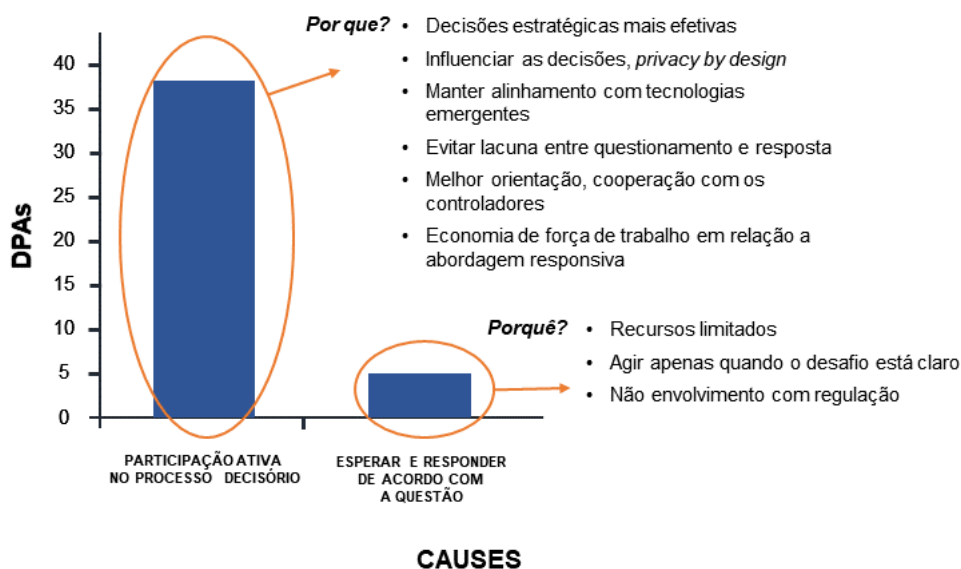 Por que?
• Decisões estratégicas mais efetivas
• Influenciar as decisões, privacy by design
• Manter alinhamento com tecnologias
emergentes
• Evitar lacuna entre questionamento e resposta
• Melhor orientação, cooperação com os
controladores
• Economia de força de trabalho em relação a
abordagem responsiva
Porquê?
• Recursos limitados
• Agir apenas quando o desafio está claro
• Não envolvimento com regulação
DPAs
40
35
30
25
20
15
10
5
0
PARTICIPAÇÃO ATIVA
NO PROCESSO DECISÓRIO
ESPERAR E RESPONDER
DE ACORDO COM
A QUESTÃO
CAUSES